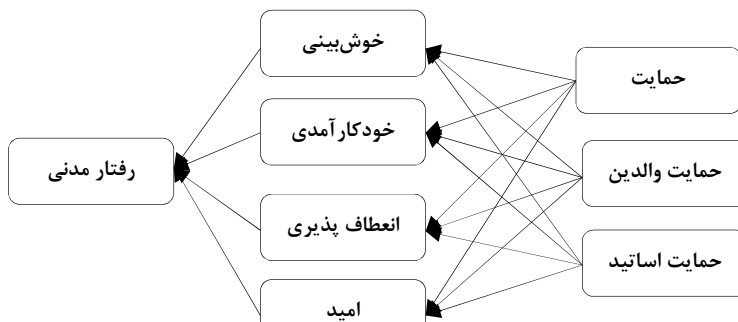 خوش‌بینی
حمایت
خودکارآمدی
رفتار مدنی
حمایت والدین
انعطاف پذیری
حمایت اساتید
امید